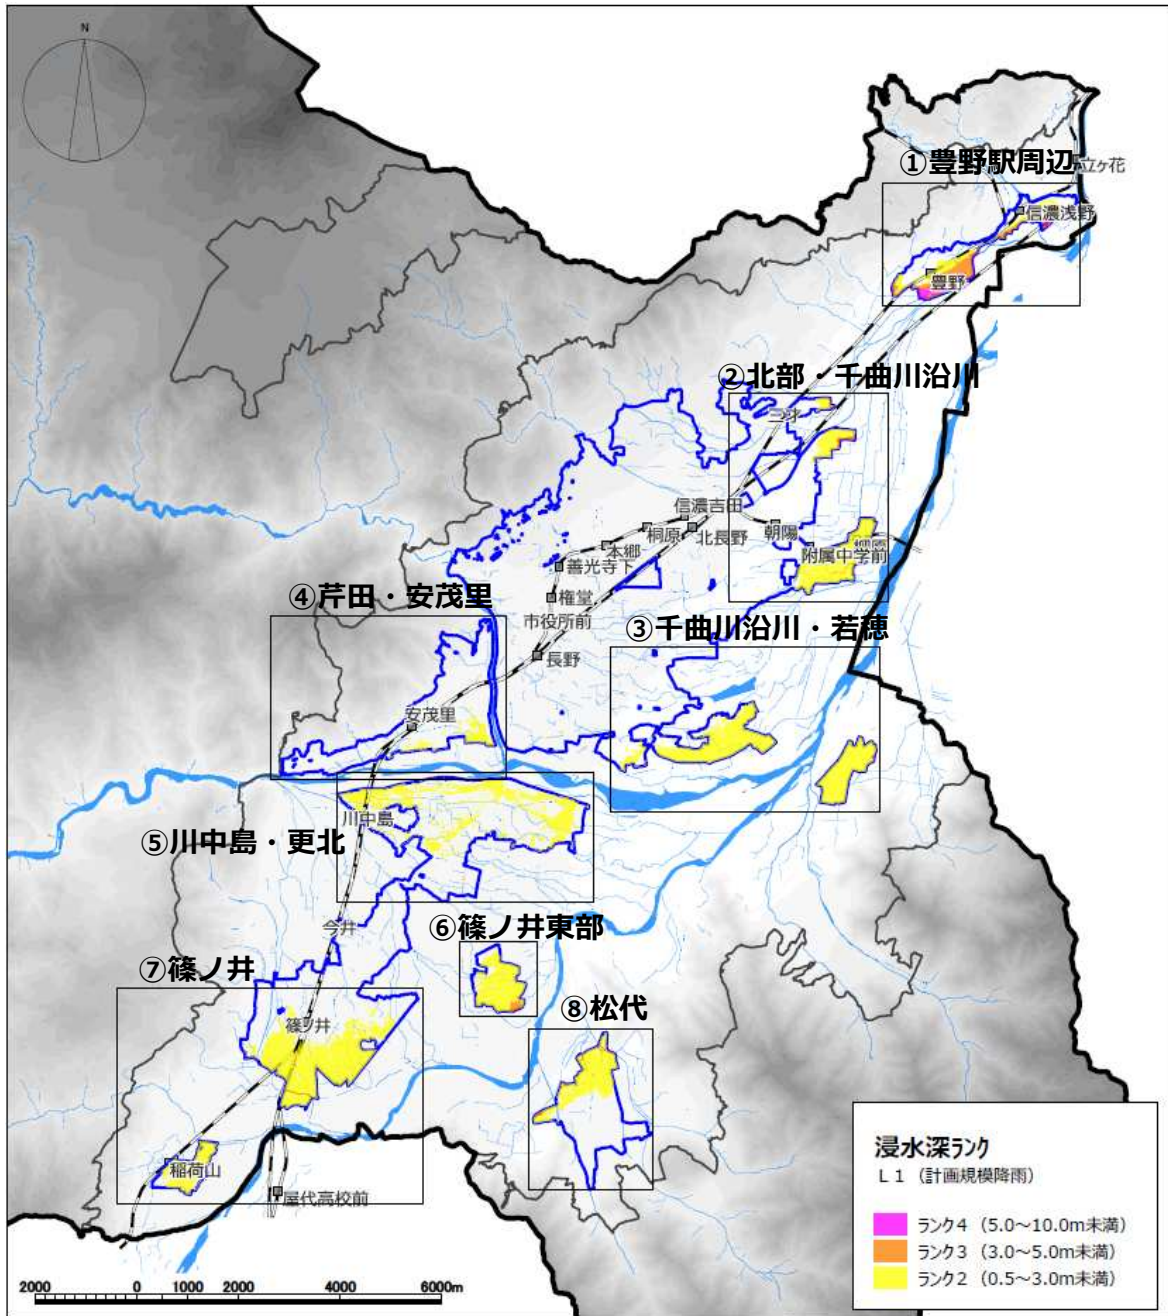 N
①豊野駅周辺
立ヶ花
信濃浅野
豊野
②北部・千曲川沿川
三才
信濃吉田
桐原
北長野
朝陽
本郷
柳原
附属中学前
善光寺下
④芹田・安茂里
権堂
市役所前
③千曲川沿川・若穂
長野
安茂里
川中島
⑤川中島・更北
今井
⑥篠ノ井東部
⑦篠ノ井
⑧松代
篠ノ井
稲荷山
屋代高校前
浸水深ランク
L1（計画規模降雨）
ランク4（5.0～10.0m未満）
ランク3（3.0～5.0m未満）
ランク2（0.5～3.0m未満）
2000 0 1000 2000 4000 6000m